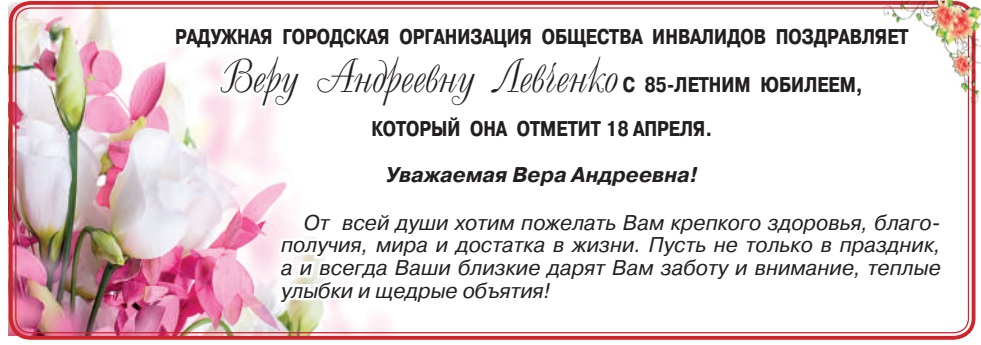 РАДУЖНАЯ ГОРОДСКАЯ ОРГАНИЗАЦИЯ ОБЩЕСТВА ИНВАЛИДОВ ПОЗДРАВЛЯЕТ
Веру Андреевну Левченко С 85-ЛЕТНИМ ЮБИЛЕЕМ,
КОТОРЫЙ ОНА ОТМЕТИТ 18 АПРЕЛЯ.
Уважаемая Вера Андреевна!
От всей души хотим пожелать Вам крепкого здоровья, благо-
получия, мира и достатка в жизни. Пусть не только в праздник,
а и всегда Ваши близкие дарят Вам заботу и внимание, теплые
улыбки и щедрые объятия!